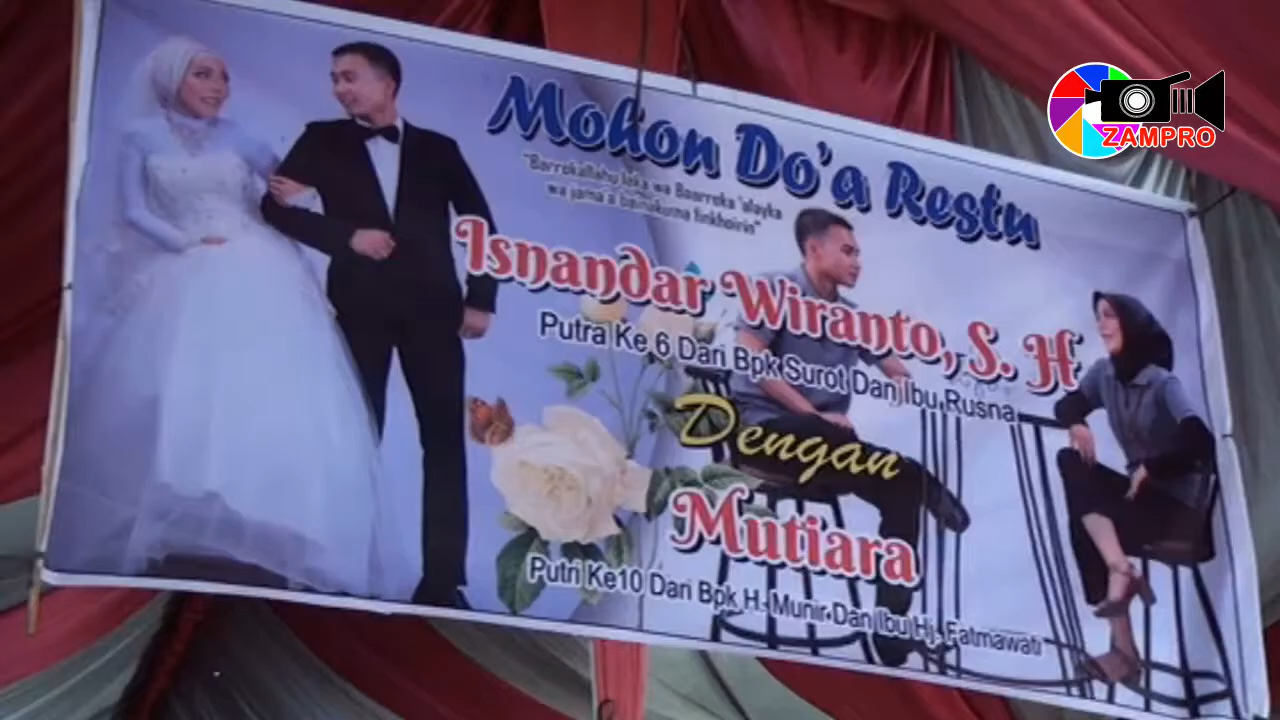 Mohon Do'a Restu
"Barrokallahu laka wa Baarroka 'alayka
wa jama'a bainakuma finkhoirin"
Isnandar Wiranto, S. H
Putra Ke 6 Dari Bpk Surot Dan Ibu Rusna
Dengan
Mutiara
Putri Ke10 Dari Bpk H. Munir Dan Ibu Hj. Fatmawati
ZAMPRO